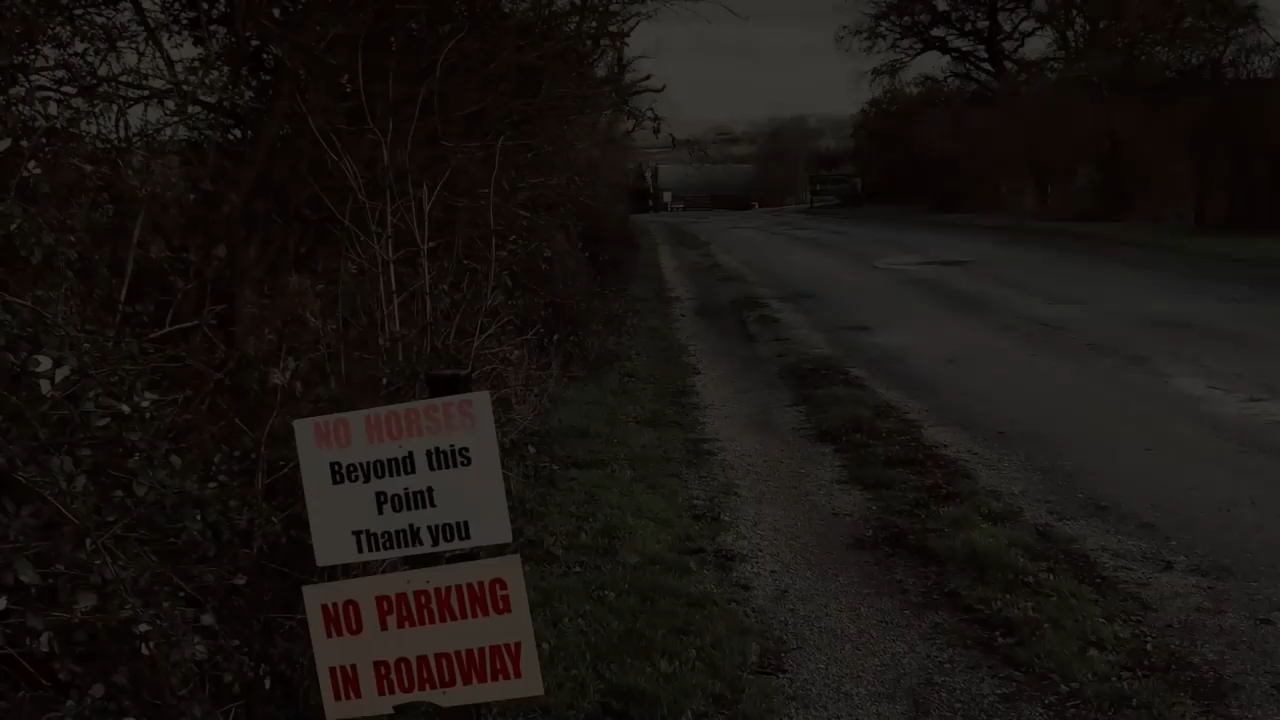 NO HORSES
Beyond this
Point
Thank you
NO PARKING
IN ROADWAY